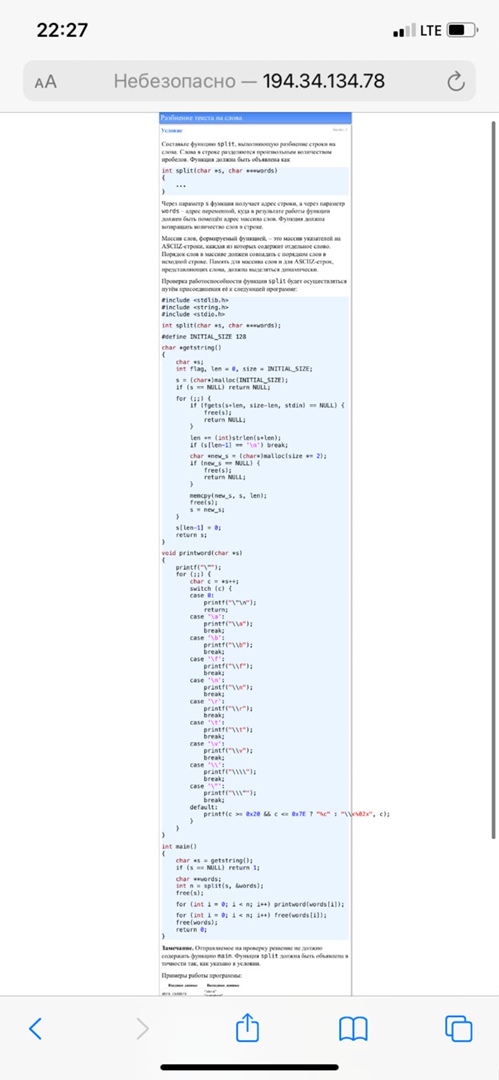 22:27
LTE
AA Небезопасно — 194.34.134.78
Разбиение текста на слова
Условие
Составьте функцию split, выполняющую разбиение строки на
слова. Слова в строке разделяются произвольным количеством
пробелов. Функция должна быть объявлена как
int split(char *s, char ***words)
{
...
}
Через параметр s функция получает адрес строки, а через параметр
words – адрес переменной, куда в результате работы функции
должен быть помещён адрес массива слов. Функция должна
возвращать количество слов в строке.
Массив слов, формируемый функцией, – это массив указателей на
ASCIIZ-строки, каждая из которых содержит отдельное слово.
Порядок слов в массиве должен совпадать с порядком слов в
исходной строке. Память для массива слов и для ASCIIZ-строк,
представляющих слова, должна выделяться динамически.
Проверка работоспособности функции split будет осуществляться
путём присоединения её к следующей программе:
#include <stdlib.h>
#include <string.h>
#include <stdio.h>
int split(char *s, char ***words);
#define INITIAL_SIZE 128
char *getstring()
{
char *s;
int flag, len = 0, size = INITIAL_SIZE;
s = (char*)malloc(INITIAL_SIZE);
if (s == NULL) return NULL;
for (;;) {
if (fgets(s+len, size-len, stdin) == NULL) {
free(s);
return NULL;
}
len += (int)strlen(s+len);
if (s[len-1] == '\n') break;
char *new_s = (char*)malloc(size *= 2);
if (new_s == NULL) {
free(s);
return NULL;
}
memcpy(new_s, s, len);
free(s);
s = new_s;
}
s[len-1] = 0;
return s;
}
void printword(char *s)
{
printf("\"");
for (;;) {
char c = *s++;
switch (c) {
case 0:
printf("\"\n");
return;
case '\a':
printf("\\a");
break;
case '\b':
printf("\\b");
break;
case '\f':
printf("\\f");
break;
case '\n':
printf("\\n");
break;
case '\r':
printf("\\r");
break;
case '\t':
printf("\\t");
break;
case '\v':
printf("\\v");
break;
case '\\':
printf("\\\\");
break;
case '\"':
printf("\\\"");
break;
default:
printf(c >= 0x20 && c <= 0x7E ? "%c" : "\\x%02x", c);
}
}
}
int main()
{
char *s = getstring();
if (s == NULL) return 1;
char **words;
int n = split(s, &words);
free(s);
for (int i = 0; i < n; i++) printword(words[i]);
for (int i = 0; i < n; i++) free(words[i]);
free(words);
return 0;
}
Замечание. Отправляемое на проверку решение не должно
содержать функцию main. Функция split должна быть объявлена в
точности так, как указано в условии.
Примеры работы программы:
Входные данные Выходные данные